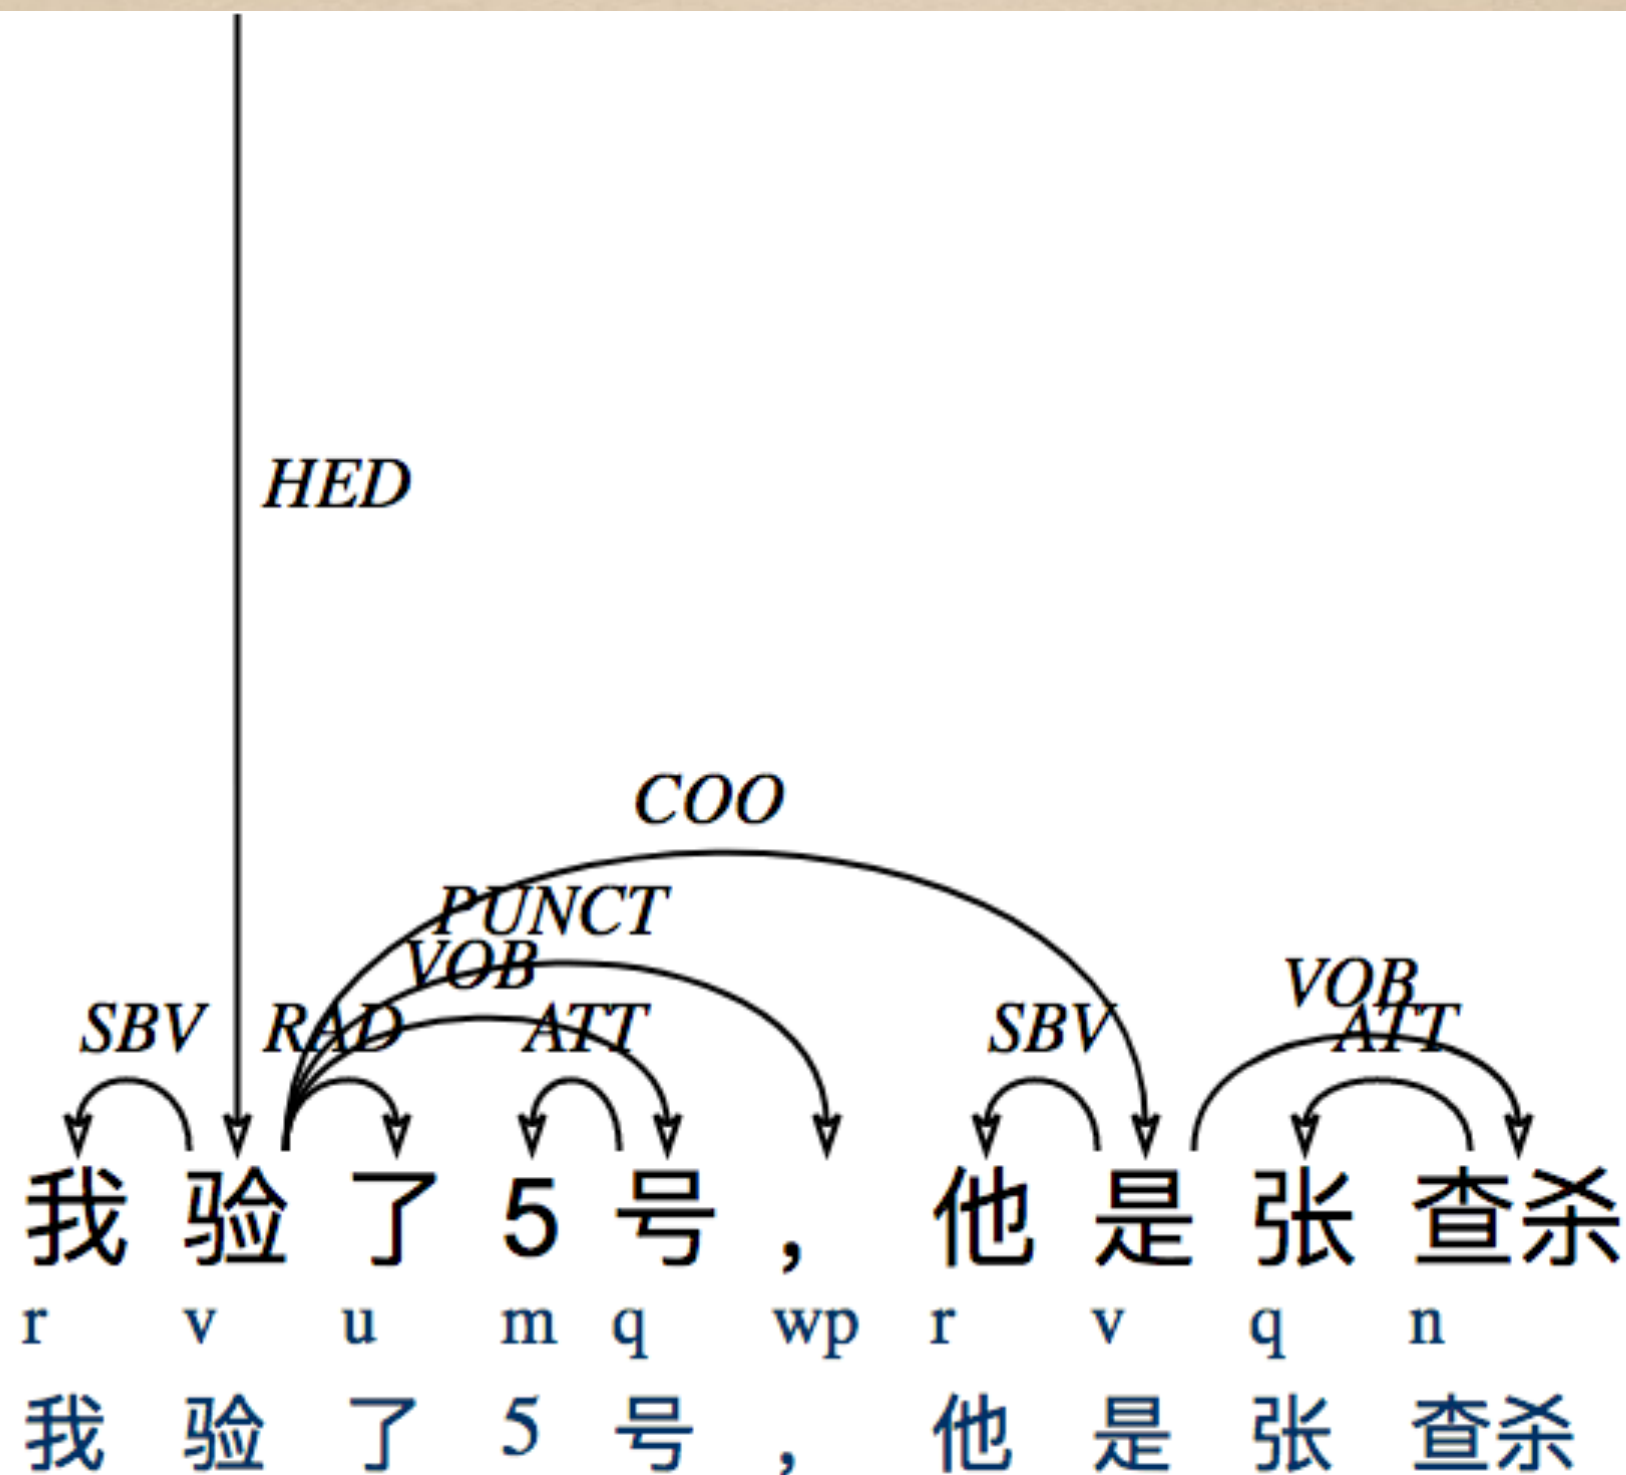 HED
COO
PUNCT
VOB VOB
SBV RAD ATT SBV ATT
我 验 了 5 号 ， 他 是 张 查杀
r v u m q wp r v q n
我 验 了 5 号 ， 他 是 张 查杀